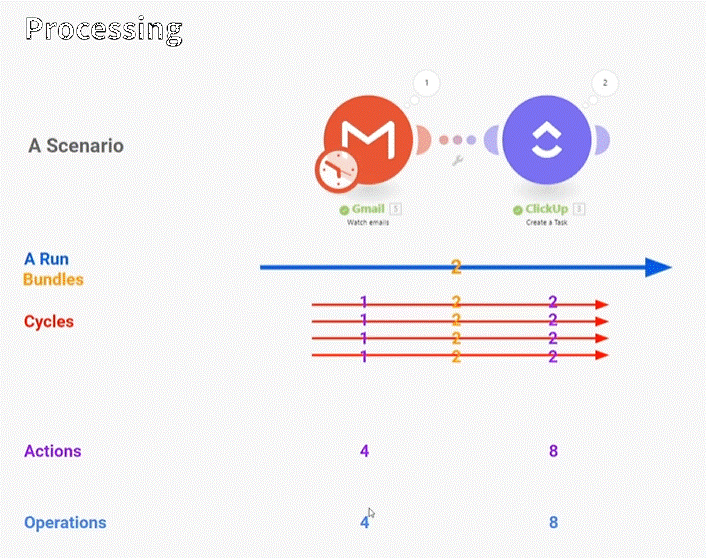 Processing
1 2
A Scenario
Gmail 5 ClickUp 3
Watch emails Create a Task
A Run
2
Bundles
1 2 2
Cycles
1 2 2
1 2 2
1 2 2
Actions 4 8
Operations 4 8